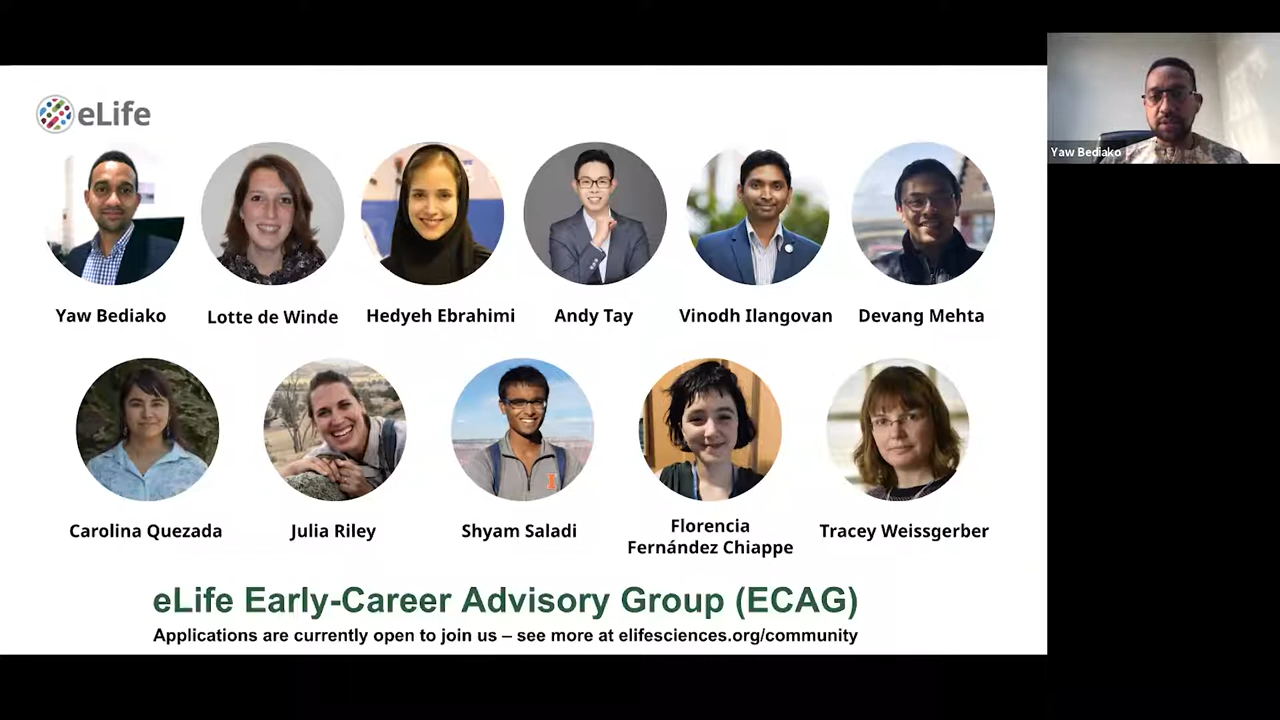 eLife
Yaw Bediako
Yaw Bediako
Lotte de Winde
Hedyeh Ebrahimi
Andy Tay
Vinodh Ilangovan
Devang Mehta
Carolina Quezada
Julia Riley
Shyam Saladi
Florencia
Fernández Chiappe
Tracey Weissgerber
eLife Early-Career Advisory Group (ECAG)
Applications are currently open to join us – see more at elifesciences.org/community